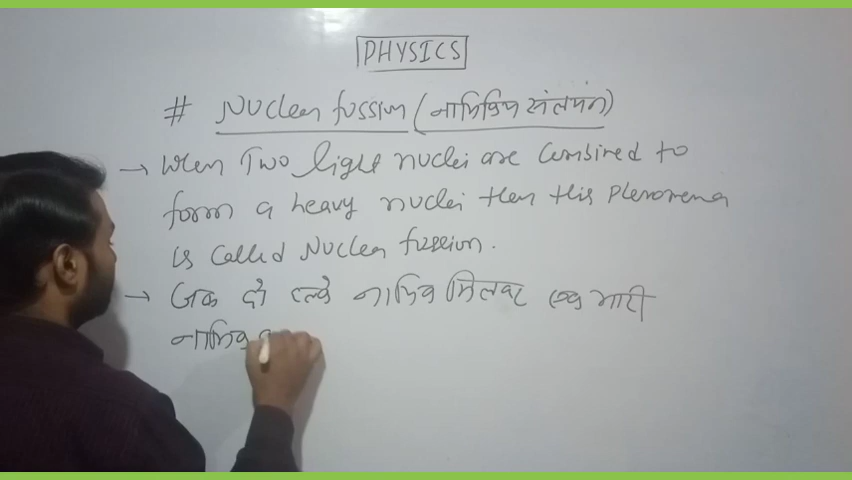 PHYSICS
# Nuclear fussion (नाभिकिय संलयंन)
→ When Two light nuclei are Combined to
form a heavy nuclei then this Phenomena
is Called Nuclear fussion.
→ जब दो हल्के नाभिक मिलकर एक भारी
नाभिक